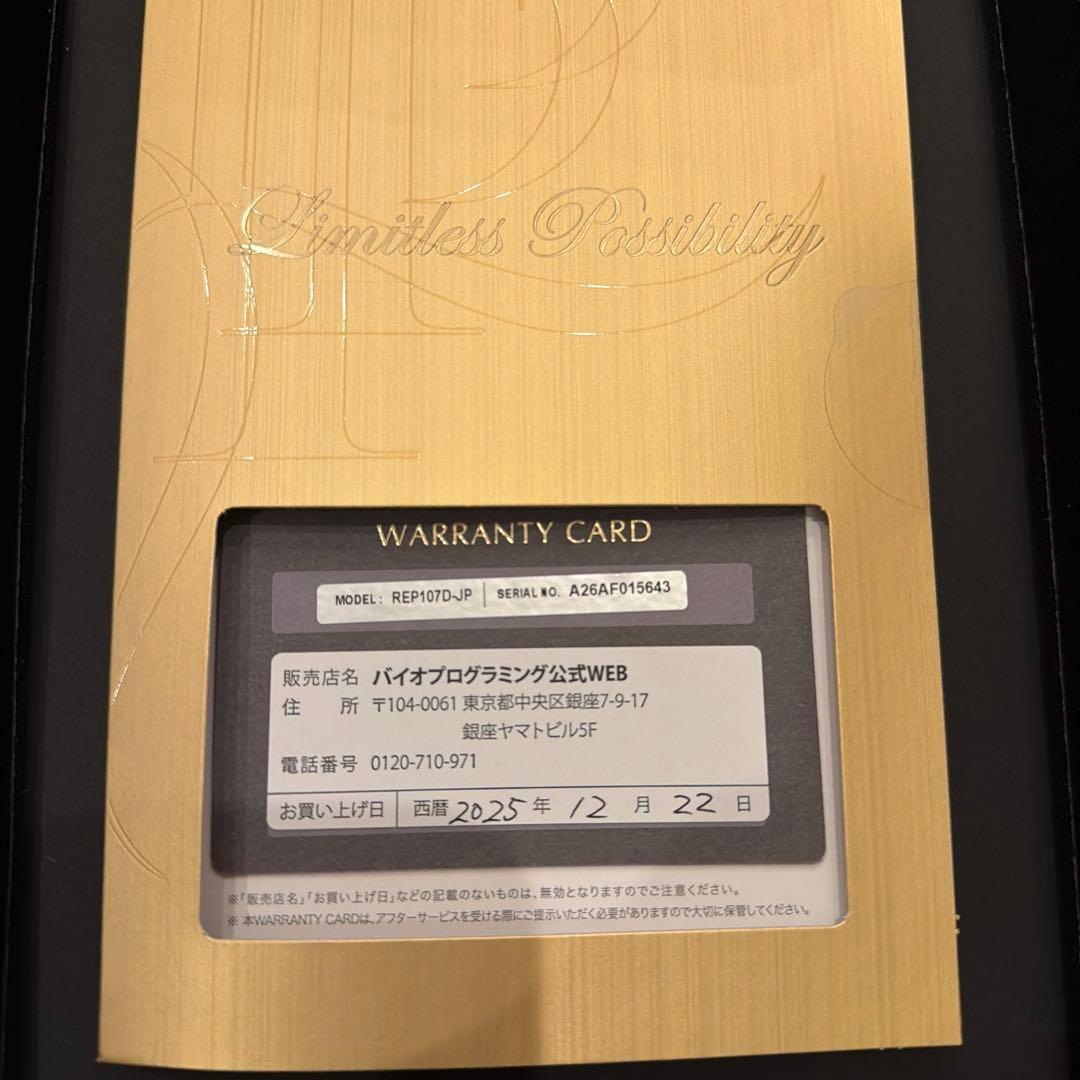 Limitless Possibility
WARRANTY CARD
MODEL: REP107D-JP SERIAL NO. A26AF015643
販売店名 バイオプログラミング公式WEB
住 所 〒104-0061 東京都中央区銀座7-9-17
銀座ヤマトビル5F
電話番号 0120-710-971
お買い上げ日 西暦2025年 12月 22日
※「販売店名」「お買い上げ日」などの記載のないものは、無効となりますのでご注意ください。
※ 本WARRANTY CARDは、アフターサービスを受ける際にご提示いただく必要がありますので大切に保管してください。